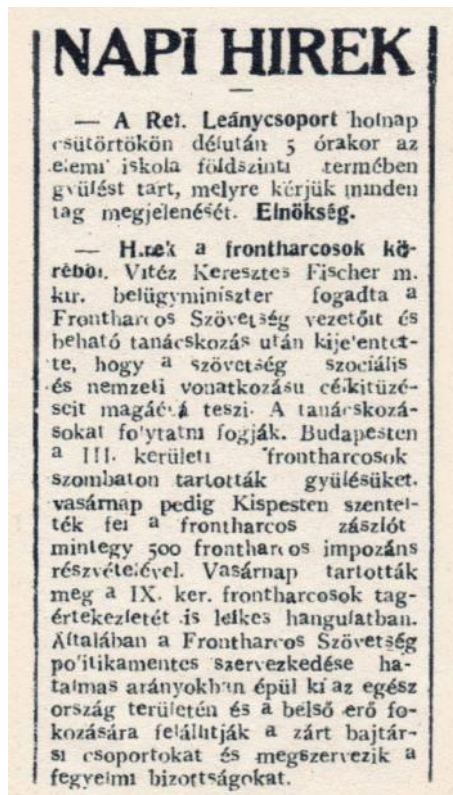 NAPI HIREK
— A Ref. Leánycsoport holnap
csütörtökön délután 5 órakor az
elemi iskola földszinti termében
gyülést tart, melyre kérjük minden
tag megjelenését. Elnökség.
— Hirek a frontharcosok kö-
réből. Vitéz Keresztes Fischer m.
kir. belügyminiszter fogadta a
Frontharcos Szövetség vezetőit és
beható tanácskozás után kijelentet-
te, hogy a szövetség szociális
és nemzeti vonatkozásu célkitüzé-
seit magáévá teszi. A tanácskozá-
sokat folytatni fogják. Budapesten
a III. kerületi frontharcosok
szombaton tartották gyülésüket,
vasárnap pedig Kispesten szentel-
ték fel a frontharcos zászlót
mintegy 500 frontharcos impozáns
részvételével. Vasárnap tartották
meg a IX. ker. frontharcosok tag-
értekezletét is lelkes hangulatban.
Általában a Frontharcos Szövetség
politikamentes szervezkedése ha-
talmas arányokban épül ki az egész
ország területén és a belső erő fo-
kozására felállitják a zárt bajtár-
si csoportokat és megszervezik a
fegyelmi bizottságokat.